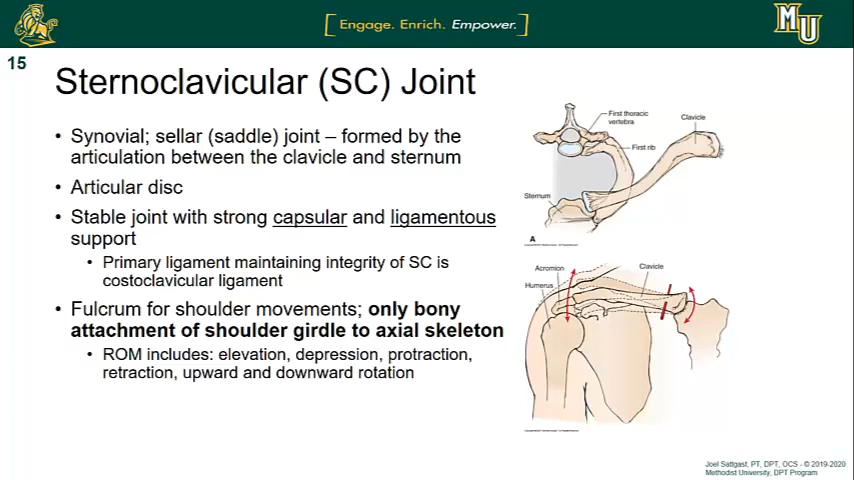 [ Engage. Enrich. Empower. ]
MU
15
Sternoclavicular (SC) Joint
• Synovial; sellar (saddle) joint – formed by the
articulation between the clavicle and sternum
• Articular disc
• Stable joint with strong capsular and ligamentous
support
• Primary ligament maintaining integrity of SC is
costoclavicular ligament
• Fulcrum for shoulder movements; only bony
attachment of shoulder girdle to axial skeleton
• ROM includes: elevation, depression, protraction,
retraction, upward and downward rotation
First thoracic
vertebra
Clavicle
First rib
Sternum
A
Acromion
Clavicle
Humerus
Joel Sattgast, PT, DPT, OCS - © 2019-2020
Methodist University, DPT Program